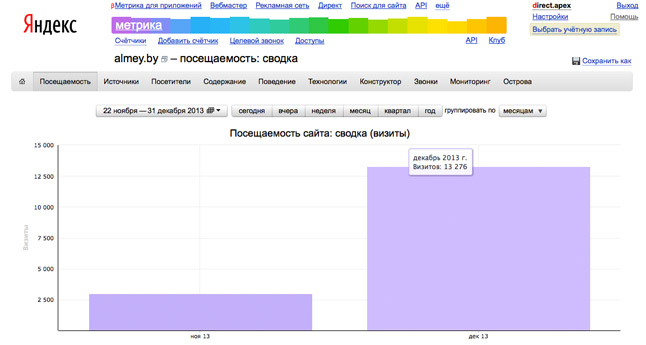 Яндекс
βМетрика для приложений Вебмастер Рекламная сеть Директ Поиск для сайта API ещё
direct.apex Выход
метрика
Настройки Помощь
Выбрать учётную запись
Счётчики Добавить счётчик Целевой звонок Доступы API Клуб
almey.by – посещаемость: сводка
Сохранить как
Посещаемость Источники Посетители Содержание Поведение Технологии Конструктор Звонки Мониторинг Острова
22 ноября — 31 декабря 2013 сегодня вчера неделя месяц квартал год группировать по месяцам
Посещаемость сайта: сводка (визиты)
15 000
декабрь 2013 г.
Визитов: 13 276
12 500
10 000
7 500
Визиты
5 000
2 500
ноя 13 дек 13